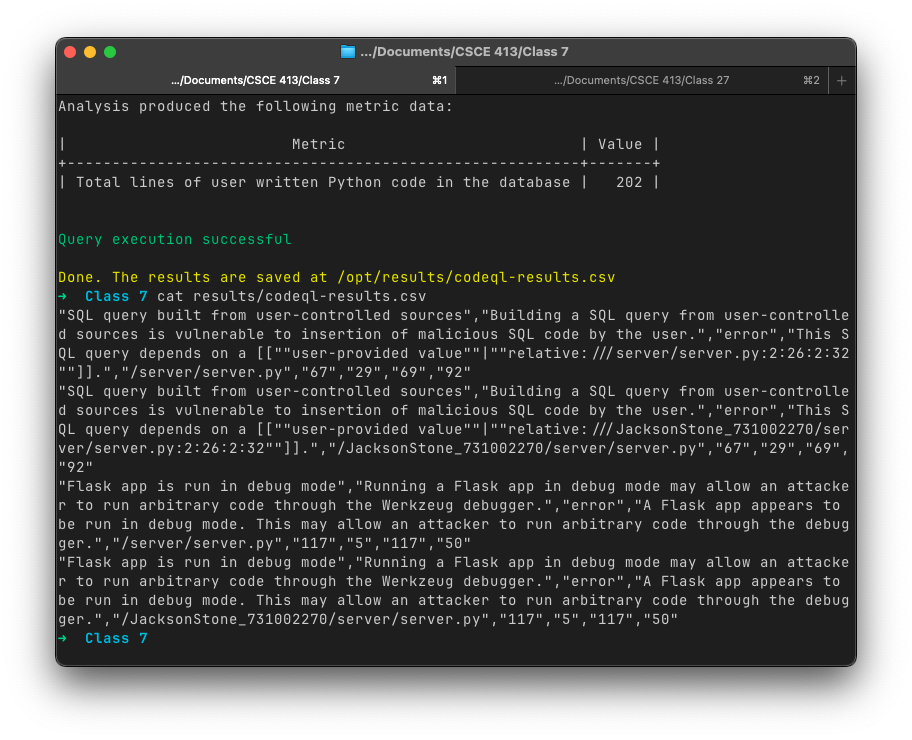 .../Documents/CSCE 413/Class 7
.../Documents/CSCE 413/Class 7 ⌘1 .../Documents/CSCE 413/Class 27 ⌘2 +
Analysis produced the following metric data:
|                         Metric                          | Value |
+---------------------------------------------------------+-------+
| Total lines of user written Python code in the database |   202 |
Query execution successful
Done. The results are saved at /opt/results/codeql-results.csv
➜  Class 7 cat results/codeql-results.csv
"SQL query built from user-controlled sources","Building a SQL query from user-controlle
d sources is vulnerable to insertion of malicious SQL code by the user.","error","This S
QL query depends on a [[""user-provided value""|""relative:///server/server.py:2:26:2:32
""]].","/server/server.py","67","29","69","92"
"SQL query built from user-controlled sources","Building a SQL query from user-controlle
d sources is vulnerable to insertion of malicious SQL code by the user.","error","This S
QL query depends on a [[""user-provided value""|""relative:///JacksonStone_731002270/ser
ver/server.py:2:26:2:32""]].","/JacksonStone_731002270/server/server.py","67","29","69",
"92"
"Flask app is run in debug mode","Running a Flask app in debug mode may allow an attacke
r to run arbitrary code through the Werkzeug debugger.","error","A Flask app appears to
be run in debug mode. This may allow an attacker to run arbitrary code through the debug
ger.","/server/server.py","117","5","117","50"
"Flask app is run in debug mode","Running a Flask app in debug mode may allow an attacke
r to run arbitrary code through the Werkzeug debugger.","error","A Flask app appears to
be run in debug mode. This may allow an attacker to run arbitrary code through the debug
ger.","/JacksonStone_731002270/server/server.py","117","5","117","50"
➜  Class 7